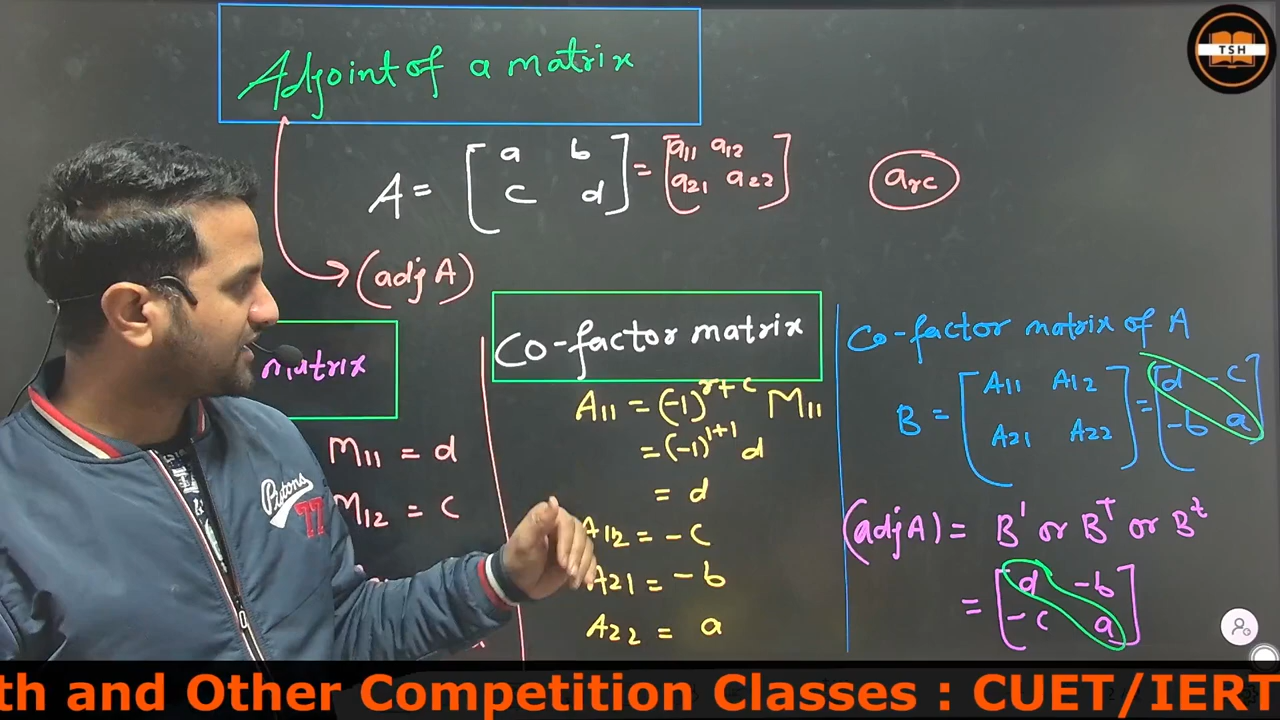 Adjoint of a matrix
TSH
A = [ a b
c d ] = [ a11 a12
a21 a22 ]
arc
(adj A)
matrix
M11 = d
M12 = c
Co-factor matrix
A11 = (-1)^r+c M11
= (-1)^1+1 d
= d
A12 = -c
A21 = -b
A22 = a
Co-factor matrix of A
B = [ A11 A12
A21 A22 ] = [ d -c
-b a ]
(adj A) = B' or B^T or B^t
= [ d -b
-c a ]
Pistons
77
th and Other Competition Classes : CUET/IERT